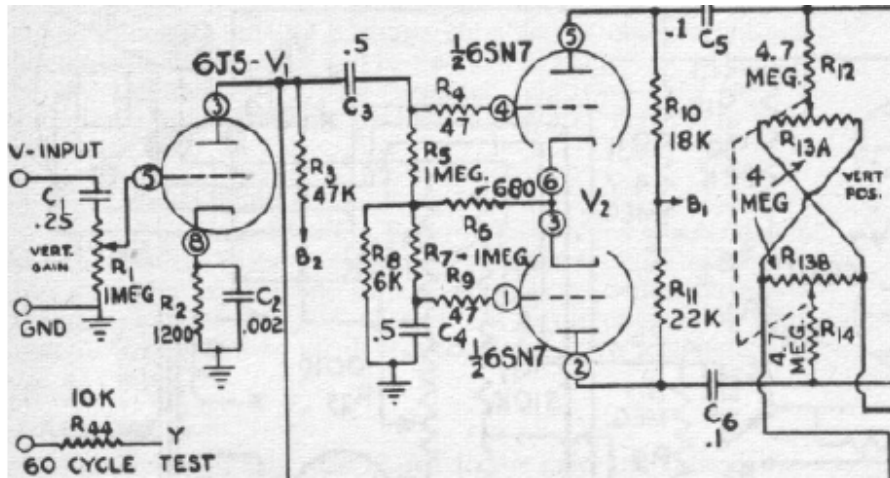 6J5-V1
.5
C3
½6SN7
5
.1
C5
4.7
MEG.
R12
3
V-INPUT
5
C1
.25
VERT.
GAIN
R1
1MEG
GND
8
R2
1200
C2
.002
R3
47K
B2
R4
47
4
R5
1MEG.
680
6
R6
V2
3
R8
6K
R7-1MEG
R9
47
1
.5
C4
½6SN7
2
R10
18K
B1
R11
22K
R13A
4
MEG
VERT
POS.
R13B
4.7
MEG
R14
C6
.1
10K
R44
Y
60 CYCLE TEST